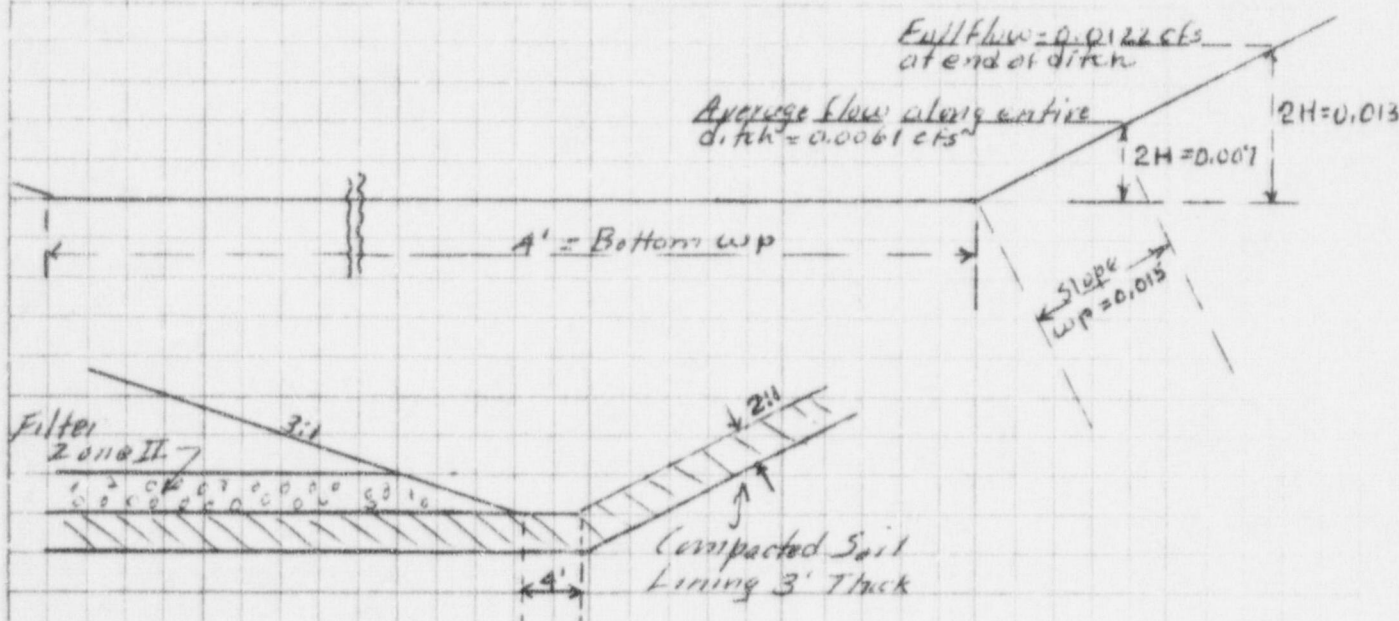 Full flow = 0.0122 cfs
at end of ditch
Average flow along entire
ditch = 0.0061 cfs
2H=0.013
2H=0.007
4' = Bottom wp
Slope
wp=0.015
3:1
2:1
Filter
Zone II
Compacted Soil
Lining 3' Thick
4'